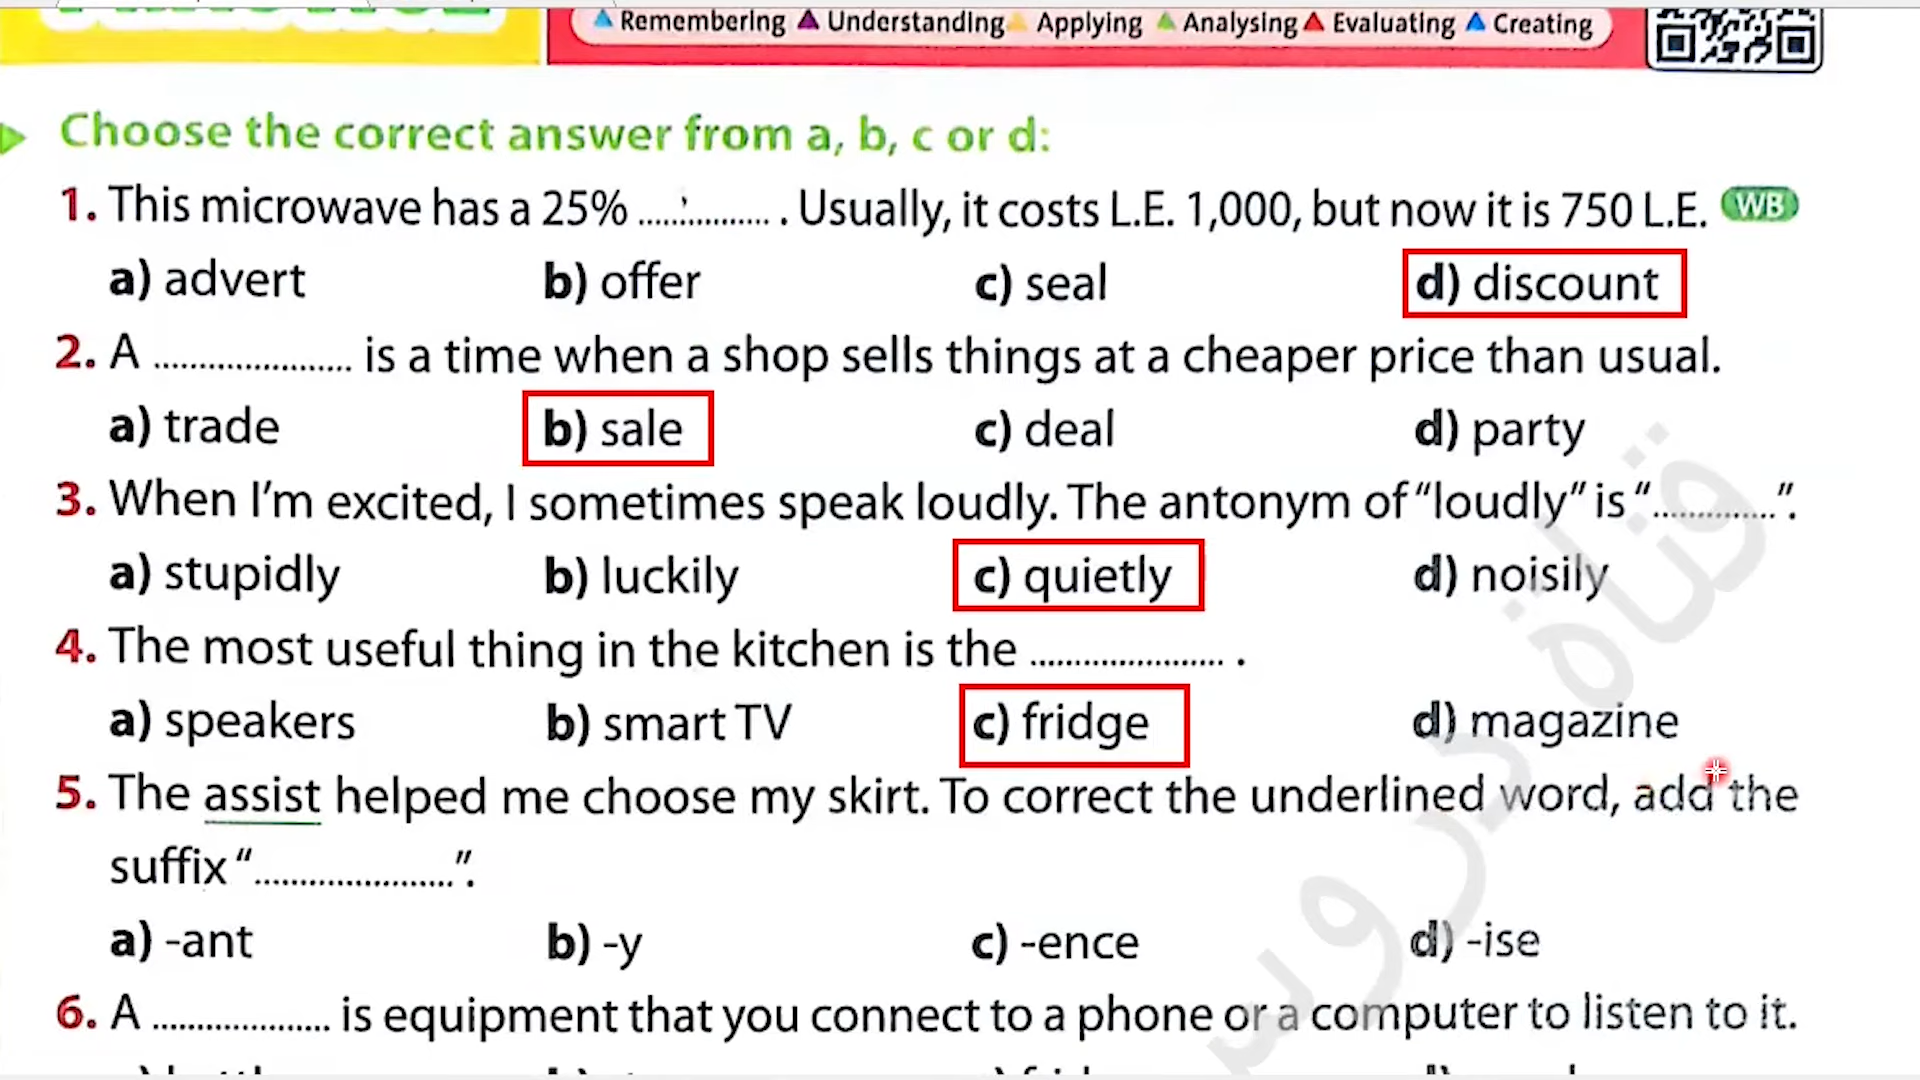 Remembering Understanding Applying Analysing Evaluating Creating
Choose the correct answer from a, b, c or d:
1. This microwave has a 25% .................. . Usually, it costs L.E. 1,000, but now it is 750 L.E. WB
a) advert b) offer c) seal d) discount
2. A ...................... is a time when a shop sells things at a cheaper price than usual.
a) trade b) sale c) deal d) party
3. When I’m excited, I sometimes speak loudly. The antonym of “loudly” is “..............”.
a) stupidly b) luckily c) quietly d) noisily
4. The most useful thing in the kitchen is the ...................... .
a) speakers b) smart TV c) fridge d) magazine
5. The assist helped me choose my skirt. To correct the underlined word, add the
suffix “......................”.
a) -ant b) -y c) -ence d) -ise
6. A .................... is equipment that you connect to a phone or a computer to listen to it.
قناة دروس